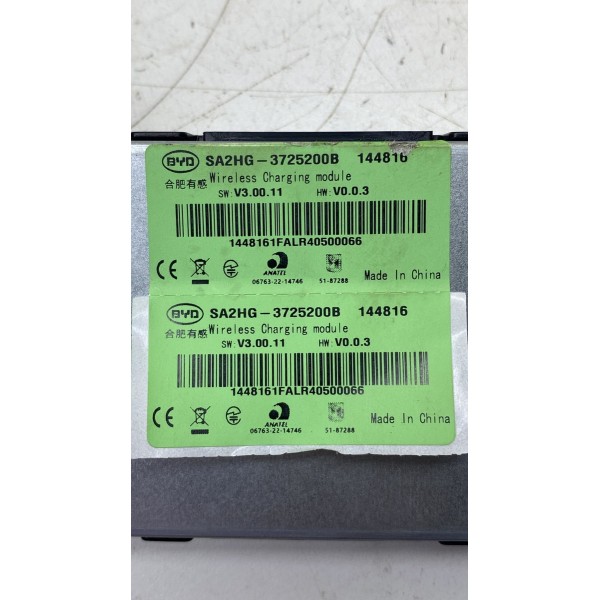 BYD SA2HG-3725200B 144816
合肥有感 Wireless Charging module
SW:V3.00.11 HW:V0.0.3
1448161FALR40500066
CE ANATEL Made In China
06763-22-14746 51-87288
BYD SA2HG-3725200B 144816
合肥有感 Wireless Charging module
SW:V3.00.11 HW:V0.0.3
1448161FALR40500066
CE ANATEL Made In China
06763-22-14746 51-87288